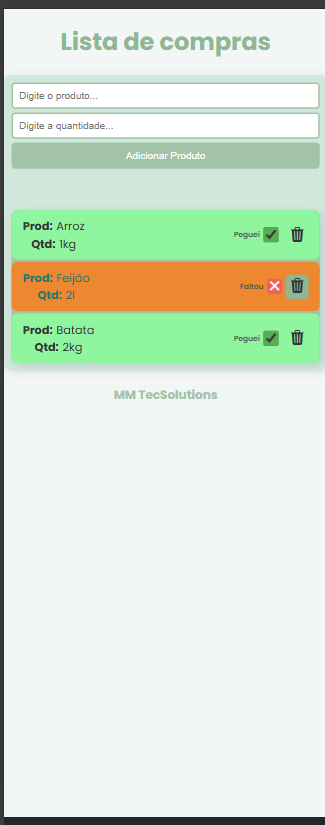 Lista de compras
Digite o produto...
Digite a quantidade...
Adicionar Produto
Prod: Arroz
Peguei
Qtd: 1kg
Prod: Feijão
Faltou
Qtd: 2l
Prod: Batata
Peguei
Qtd: 2kg
MM TecSolutions